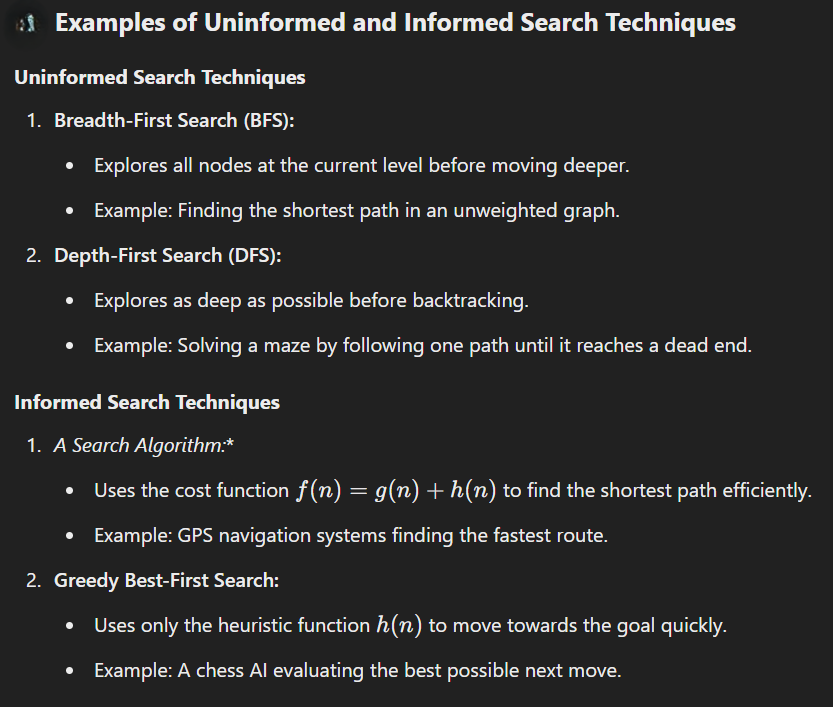 Examples of Uninformed and Informed Search Techniques
Uninformed Search Techniques
1. Breadth-First Search (BFS):
• Explores all nodes at the current level before moving deeper.
• Example: Finding the shortest path in an unweighted graph.
2. Depth-First Search (DFS):
• Explores as deep as possible before backtracking.
• Example: Solving a maze by following one path until it reaches a dead end.
Informed Search Techniques
1. A Search Algorithm:*
• Uses the cost function f(n) = g(n) + h(n) to find the shortest path efficiently.
• Example: GPS navigation systems finding the fastest route.
2. Greedy Best-First Search:
• Uses only the heuristic function h(n) to move towards the goal quickly.
• Example: A chess AI evaluating the best possible next move.